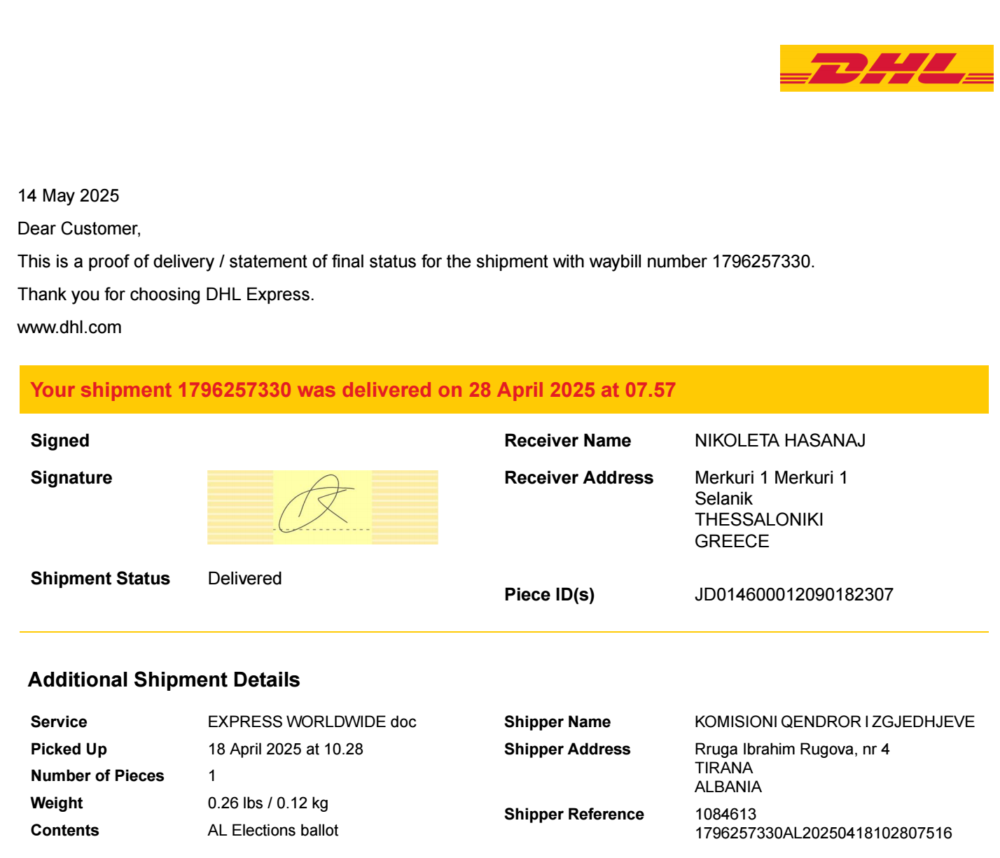 DHL
14 May 2025
Dear Customer,
This is a proof of delivery / statement of final status for the shipment with waybill number 1796257330.
Thank you for choosing DHL Express.
www.dhl.com
Your shipment 1796257330 was delivered on 28 April 2025 at 07.57
Signed
Signature
Shipment Status Delivered
Receiver Name NIKOLETA HASANAJ
Receiver Address Merkuri 1 Merkuri 1
Selanik
THESSALONIKI
GREECE
Piece ID(s) JD014600012090182307
Additional Shipment Details
Service EXPRESS WORLDWIDE doc
Picked Up 18 April 2025 at 10.28
Number of Pieces 1
Weight 0.26 lbs / 0.12 kg
Contents AL Elections ballot
Shipper Name KOMISIONI QENDROR I ZGJEDHJEVE
Shipper Address Rruga Ibrahim Rugova, nr 4
TIRANA
ALBANIA
Shipper Reference 1084613
1796257330AL20250418102807516